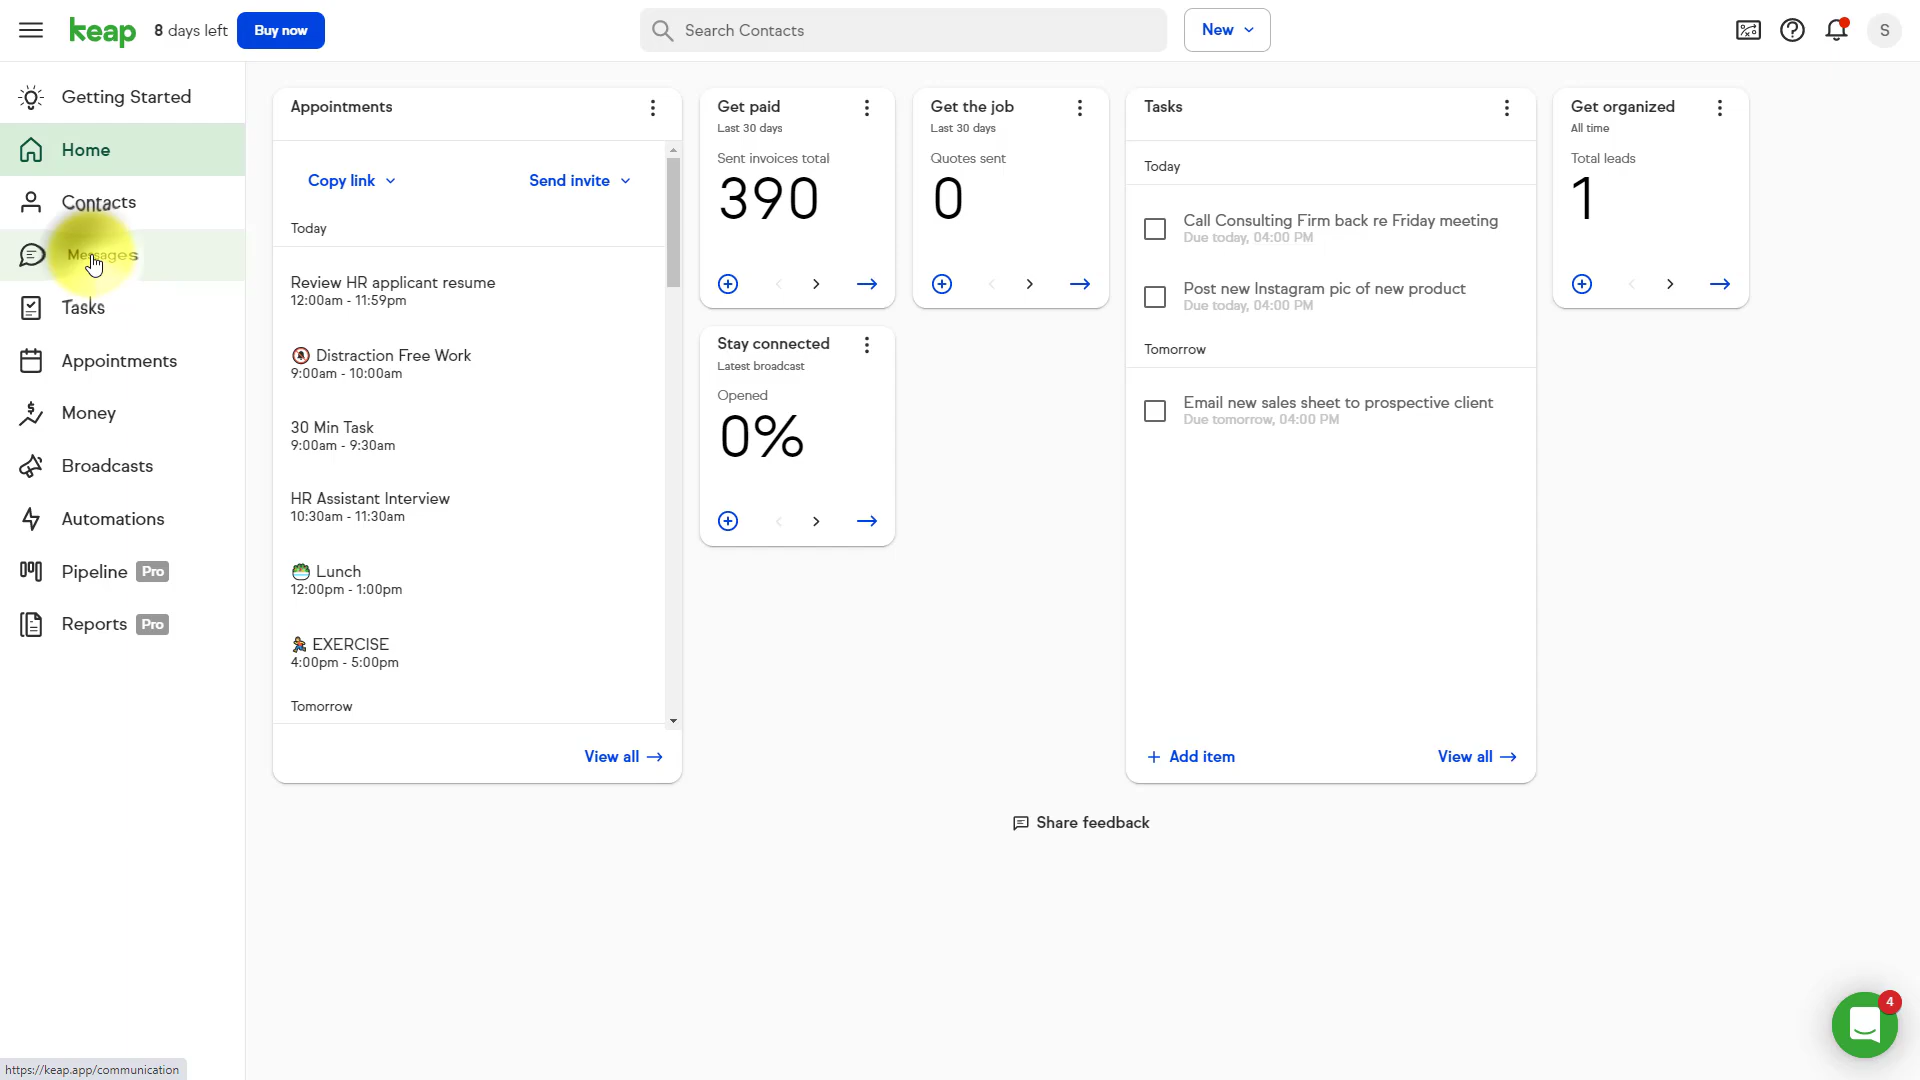 keap
8 days left
Buy now
Search Contacts
New
S
Getting Started
Home
Contacts
Messages
Tasks
Appointments
Money
Broadcasts
Automations
Pipeline Pro
Reports Pro
Appointments
Copy link
Send invite
Today
Review HR applicant resume
12:00am - 11:59pm
Distraction Free Work
9:00am - 10:00am
30 Min Task
9:00am - 9:30am
HR Assistant Interview
10:30am - 11:30am
Lunch
12:00pm - 1:00pm
EXERCISE
4:00pm - 5:00pm
Tomorrow
View all
Get paid
Last 30 days
Sent invoices total
390
Get the job
Last 30 days
Quotes sent
0
Stay connected
Latest broadcast
Opened
0%
Tasks
Today
Call Consulting Firm back re Friday meeting
Due today, 04:00 PM
Post new Instagram pic of new product
Due today, 04:00 PM
Tomorrow
Email new sales sheet to prospective client
Due tomorrow, 04:00 PM
+ Add item
View all
Get organized
All time
Total leads
1
Share feedback
4
https://keap.app/communication